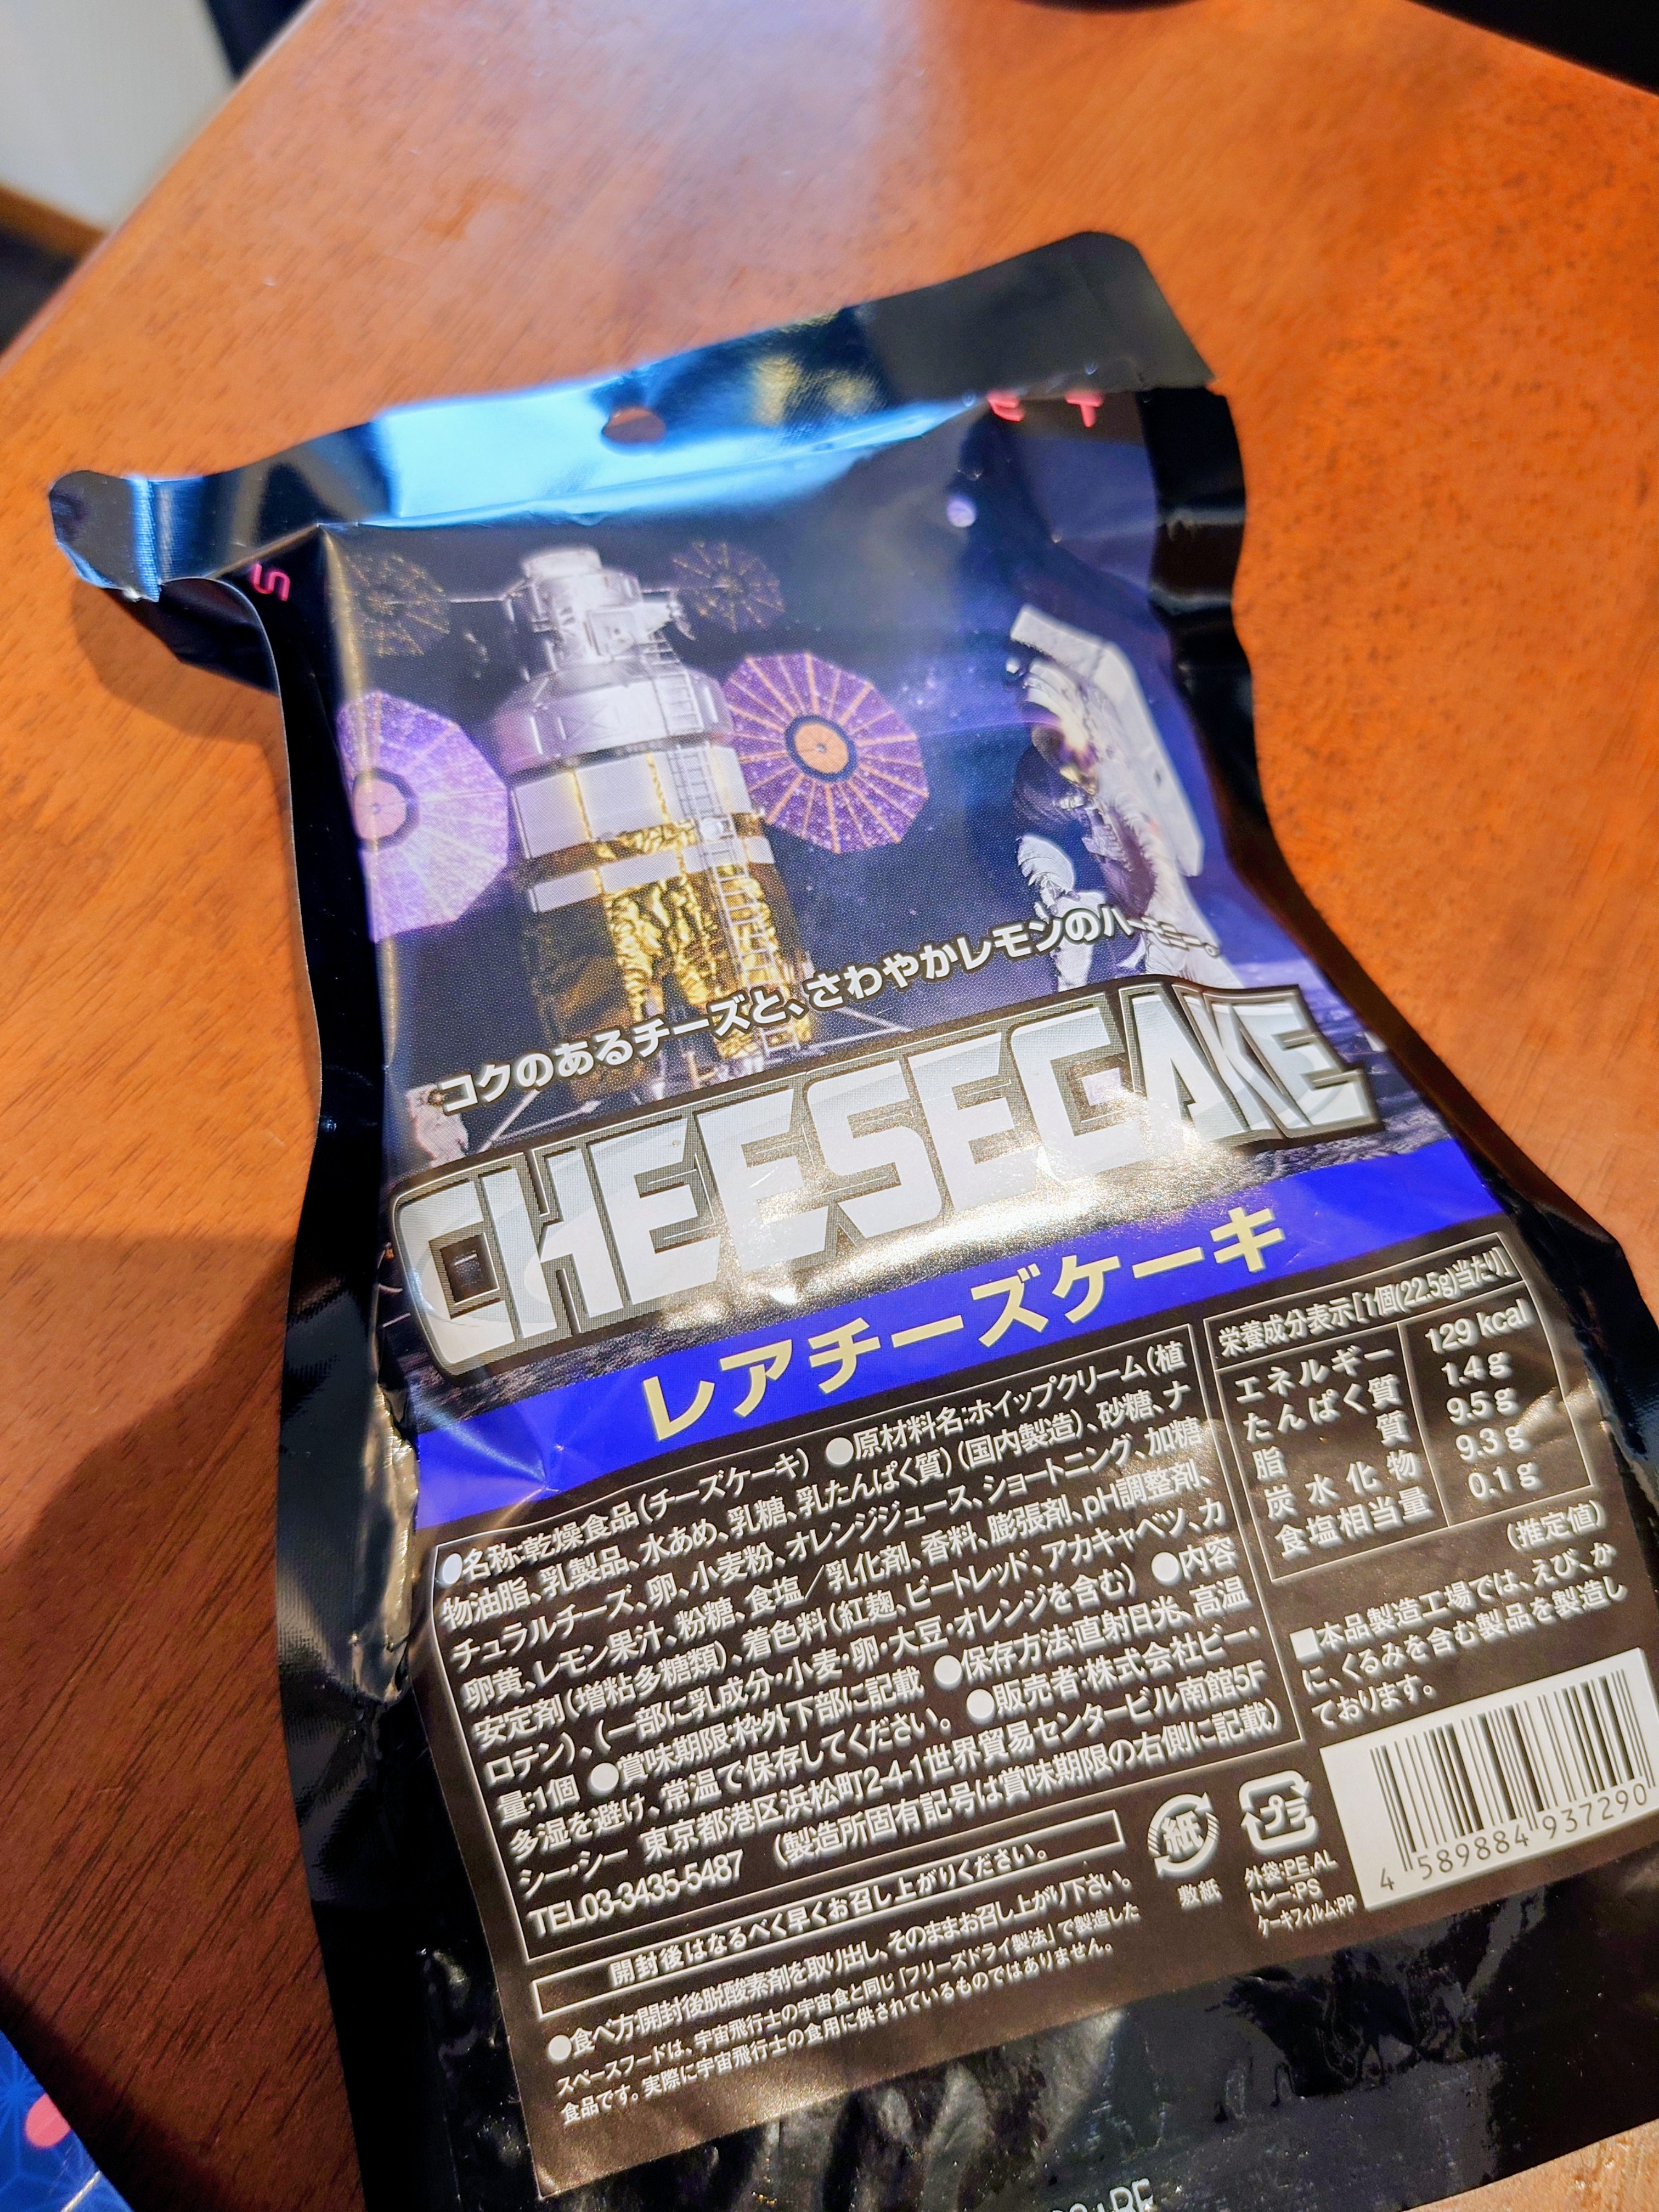 S
E T
コクのあるチーズと、さわやかレモンのハーモニー
CHEESECAKE
レアチーズケーキ
●名称:乾燥食品(チーズケーキ) ●原材料名:ホイップクリーム(植
物油脂、乳製品、水あめ、乳糖、乳たんぱく質)(国内製造)、砂糖、ナ
チュラルチーズ、卵、小麦粉、オレンジジュース、ショートニング、加糖
卵黄、レモン果汁、粉糖、食塩/乳化剤、香料、膨張剤、pH調整剤、
安定剤(増粘多糖類)、着色料(紅麹、ビートレッド、アカキャベツ、カ
ロテン)、(一部に乳成分・小麦・卵・大豆・オレンジを含む) ●内容
量:1個 ●賞味期限:枠外下部に記載 ●保存方法:直射日光、高温
多湿を避け、常温で保存してください。 ●販売者:株式会社ビー・
シー・シー 東京都港区浜松町2-4-1世界貿易センタービル南館5F
TEL03-3435-5487 (製造所固有記号は賞味期限の右側に記載)
栄養成分表示[1個(22.5g)当たり]
エネルギー 129 kcal
たんぱく質 1.4 g
脂質 9.5 g
炭水化物 9.3 g
食塩相当量 0.1 g
(推定値)
■本品製造工場では、えび、か
に、くるみを含む製品を製造し
ております。
開封後はなるべく早くお召し上がりください。
●食べ方:開封後脱酸素剤を取り出し、そのままお召し上がり下さい。
スペースフードは、宇宙飛行士の宇宙食と同じ「フリーズドライ製法」で製造した
食品です。実際に宇宙飛行士の食用に供されているものではありません。
紙
敷紙
プラ
外袋:PE,AL
トレー:PS
ケーキフィルム:PP
4 589884 937290